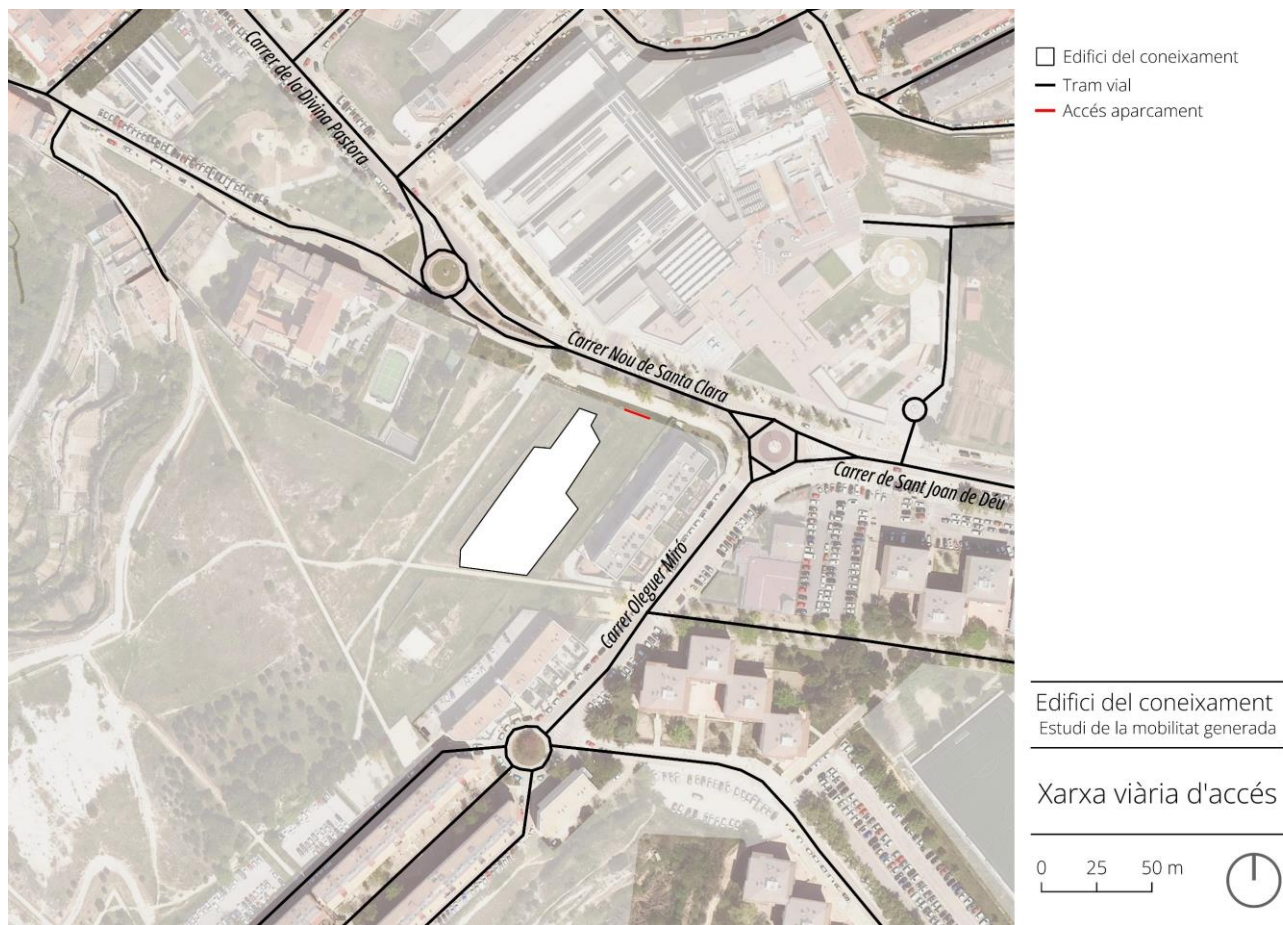 Carrer de la Divina Pastora
Carrer Nou de Santa Clara
Carrer de Sant Joan de Déu
Carrer Oleguer Miró
Edifici del coneixament
Tram vial
Accés aparcament
Edifici del coneixament
Estudi de la mobilitat generada
Xarxa viària d'accés
0 25 50 m